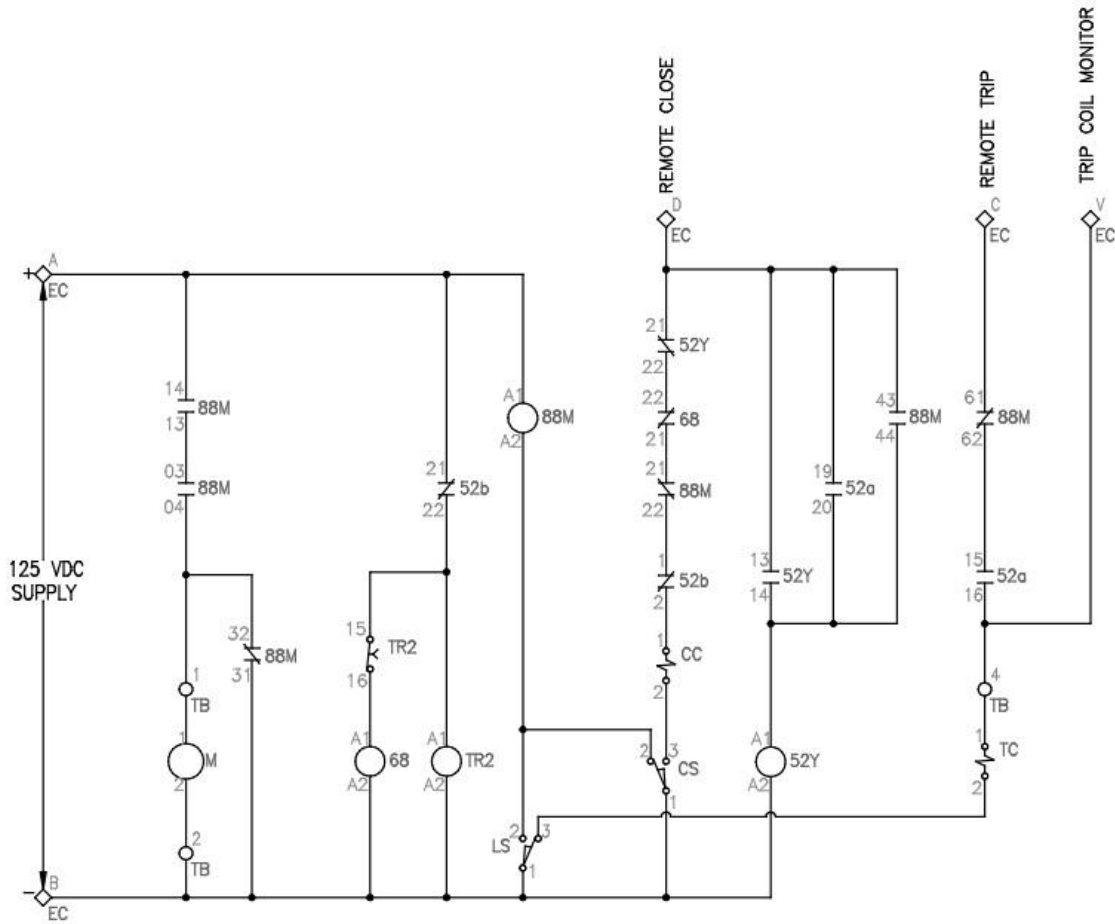 REMOTE CLOSE
REMOTE TRIP
TRIP COIL MONITOR
D
EC
C
EC
V
EC
+
A
EC
21
52Y
22
A1
88M
A2
14
88M
13
22
68
21
43
88M
44
61
88M
62
03
88M
04
21
52b
22
21
88M
22
19
52a
20
125 VDC
SUPPLY
1
52b
2
13
52Y
14
15
52a
16
32
88M
31
15
TR2
16
1
CC
2
1
TB
4
TB
1
M
2
A1
68
A2
A1
TR2
A2
2
3
CS
1
A1
52Y
A2
1
TC
2
2
TB
2
3
LS
1
-
B
EC